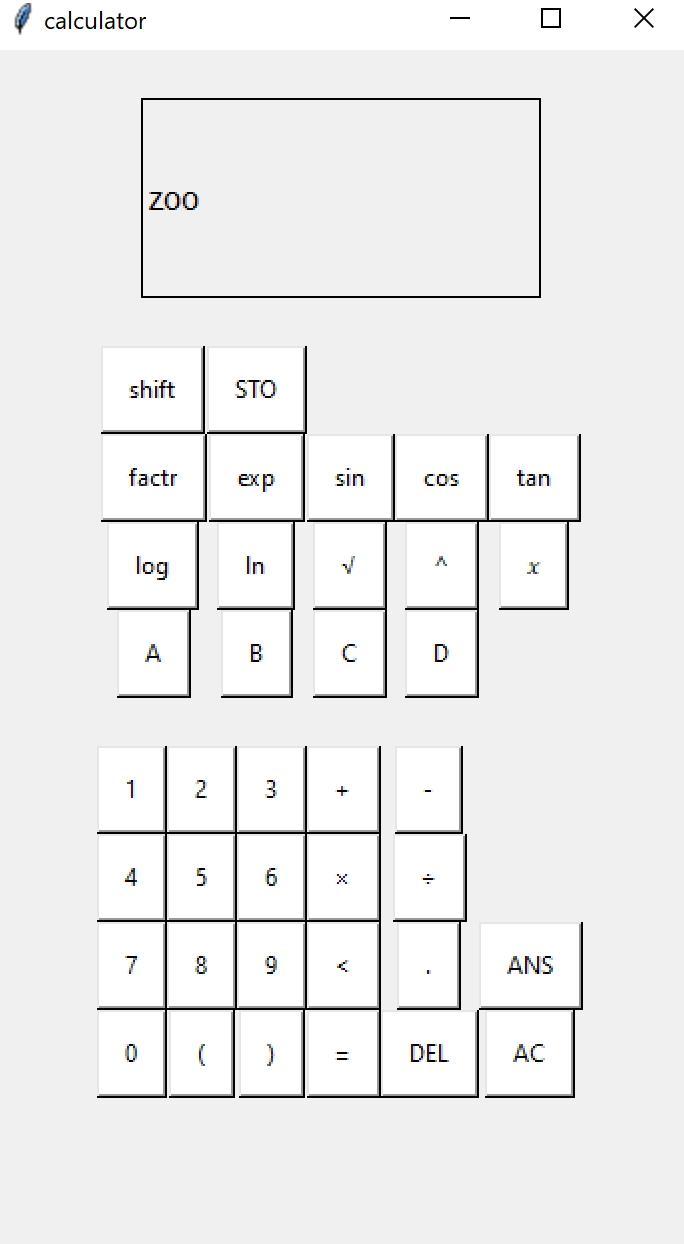 calculator
ZOO
shift STO
factr exp sin cos tan
log ln √ ^ x
A B C D
1 2 3 + -
4 5 6 × ÷
7 8 9 < . ANS
0 ( ) = DEL AC